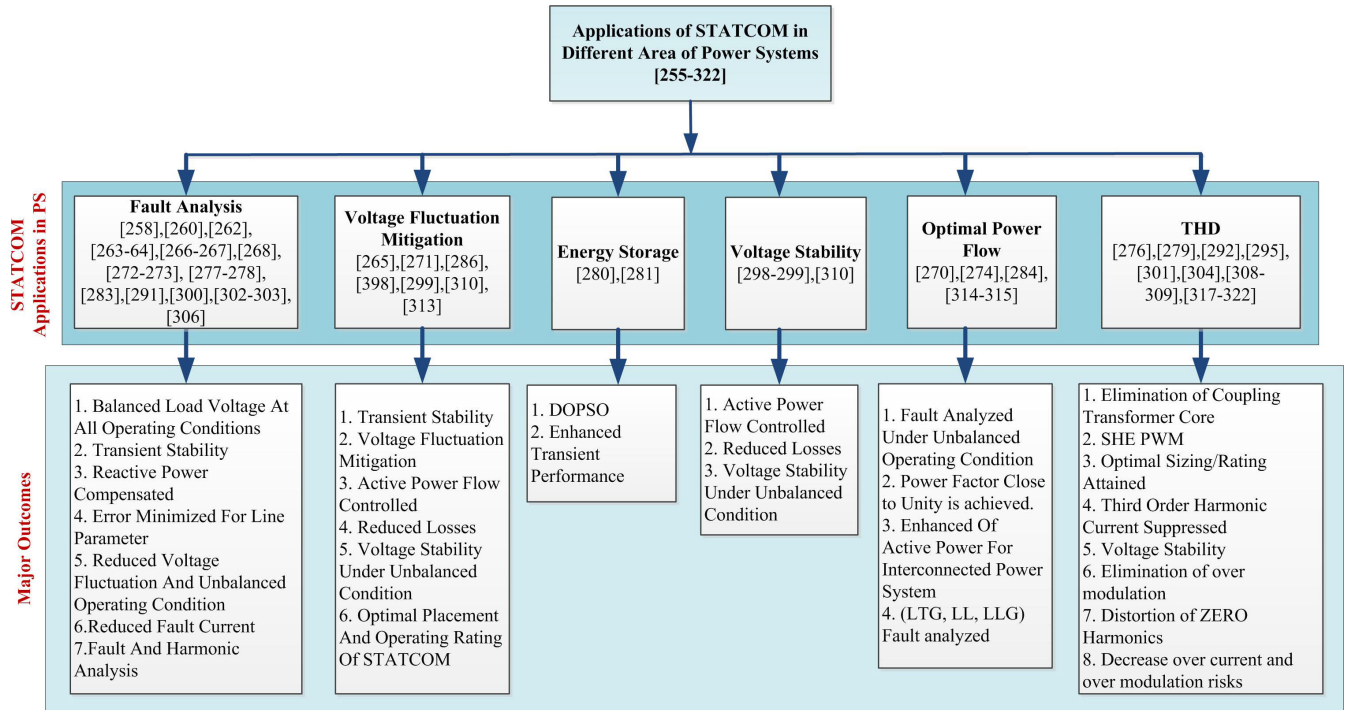 Applications of STATCOM in
Different Area of Power Systems
[255-322]
STATCOM
Applications in PS
Fault Analysis
[258],[260],[262],
[263-64],[266-267],[268],
[272-273], [277-278],
[283],[291],[300],[302-303],
[306]
Voltage Fluctuation
Mitigation
[265],[271],[286],
[398],[299],[310],
[313]
Energy Storage
[280],[281]
Voltage Stability
[298-299],[310]
Optimal Power
Flow
[270],[274],[284],
[314-315]
THD
[276],[279],[292],[295],
[301],[304],[308-
309],[317-322]
Major Outcomes
1. Balanced Load Voltage At
All Operating Conditions
2. Transient Stability
3. Reactive Power
Compensated
4. Error Minimized For Line
Parameter
5. Reduced Voltage
Fluctuation And Unbalanced
Operating Condition
6.Reduced Fault Current
7.Fault And Harmonic
Analysis
1. Transient Stability
2. Voltage Fluctuation
Mitigation
3. Active Power Flow
Controlled
4. Reduced Losses
5. Voltage Stability
Under Unbalanced
Condition
6. Optimal Placement
And Operating Rating
Of STATCOM
1. DOPSO
2. Enhanced
Transient
Performance
1. Active Power
Flow Controlled
2. Reduced Losses
3. Voltage Stability
Under Unbalanced
Condition
1. Fault Analyzed
Under Unbalanced
Operating Condition
2. Power Factor Close
to Unity is achieved.
3. Enhanced Of
Active Power For
Interconnected Power
System
4. (LTG, LL, LLG)
Fault analyzed
1. Elimination of Coupling
Transformer Core
2. SHE PWM
3. Optimal Sizing/Rating
Attained
4. Third Order Harmonic
Current Suppressed
5. Voltage Stability
6. Elimination of over
modulation
7. Distortion of ZERO
Harmonics
8. Decrease over current and
over modulation risks